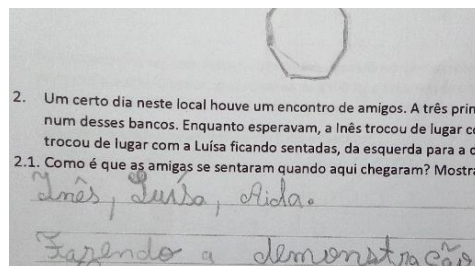 2. Um certo dia neste local houve um encontro de amigos. A três prin
num desses bancos. Enquanto esperavam, a Inês trocou de lugar co
trocou de lugar com a Luísa ficando sentadas, da esquerda para a d
2.1. Como é que as amigas se sentaram quando aqui chegaram? Mostra
Inês, Luísa, Aida.
Fazendo a demonstração